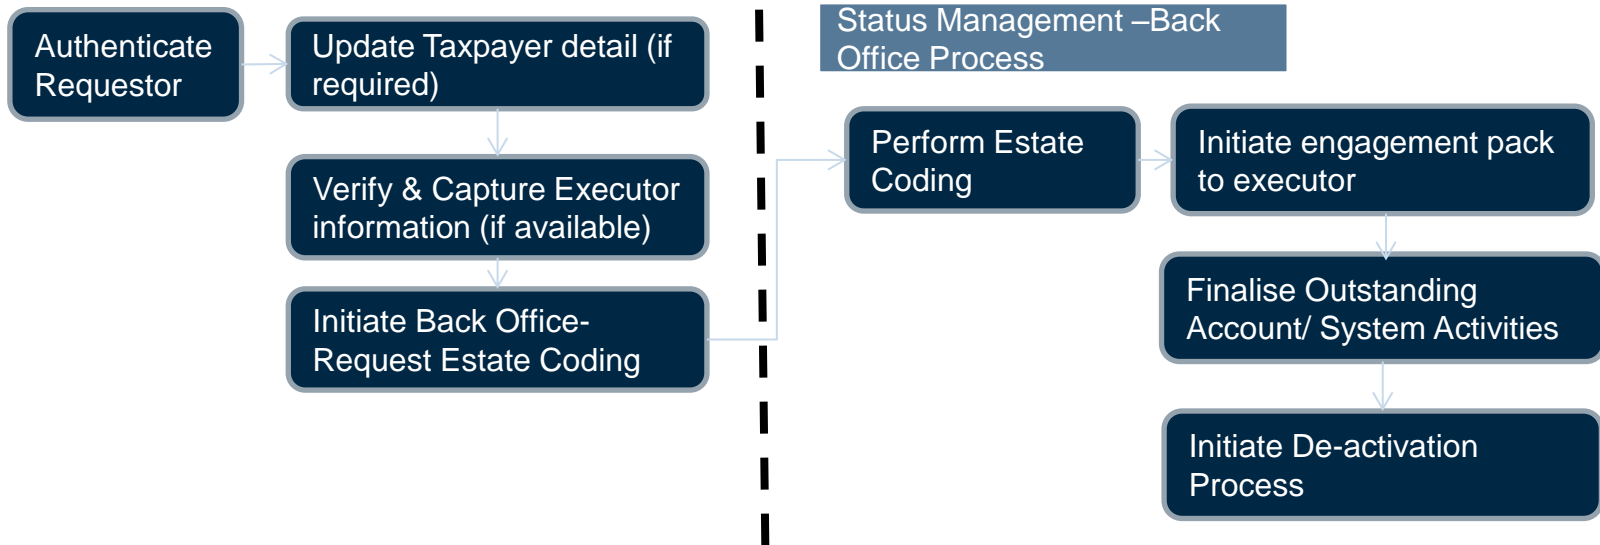 Authenticate
Requestor
Update Taxpayer detail (if
required)
Verify & Capture Executor
information (if available)
Initiate Back Office-
Request Estate Coding
Status Management –Back
Office Process
Perform Estate
Coding
Initiate engagement pack
to executor
Finalise Outstanding
Account/ System Activities
Initiate De-activation
Process